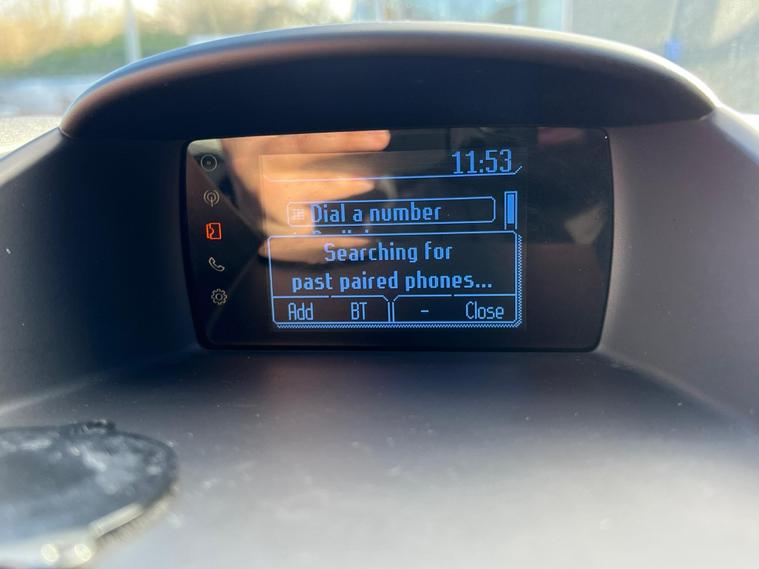 11:53
Dial a number
Searching for
past paired phones...
Add BT - Close